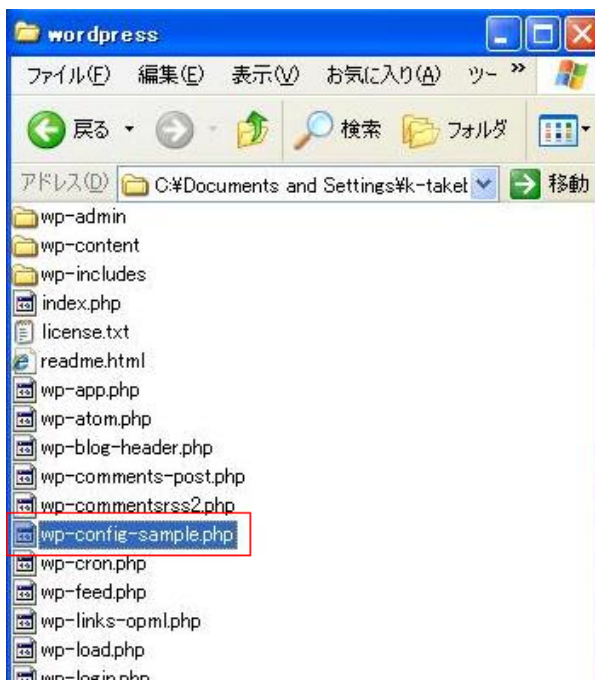 wordpress
ファイル(F) 編集(E) 表示(V) お気に入り(A) ツー »
戻る 検索 フォルダ
アドレス(D) C:¥Documents and Settings¥k-takeb 移動
wp-admin
wp-content
wp-includes
index.php
license.txt
readme.html
wp-app.php
wp-atom.php
wp-blog-header.php
wp-comments-post.php
wp-commentsrss2.php
wp-config-sample.php
wp-cron.php
wp-feed.php
wp-links-opml.php
wp-load.php
wp-login.php